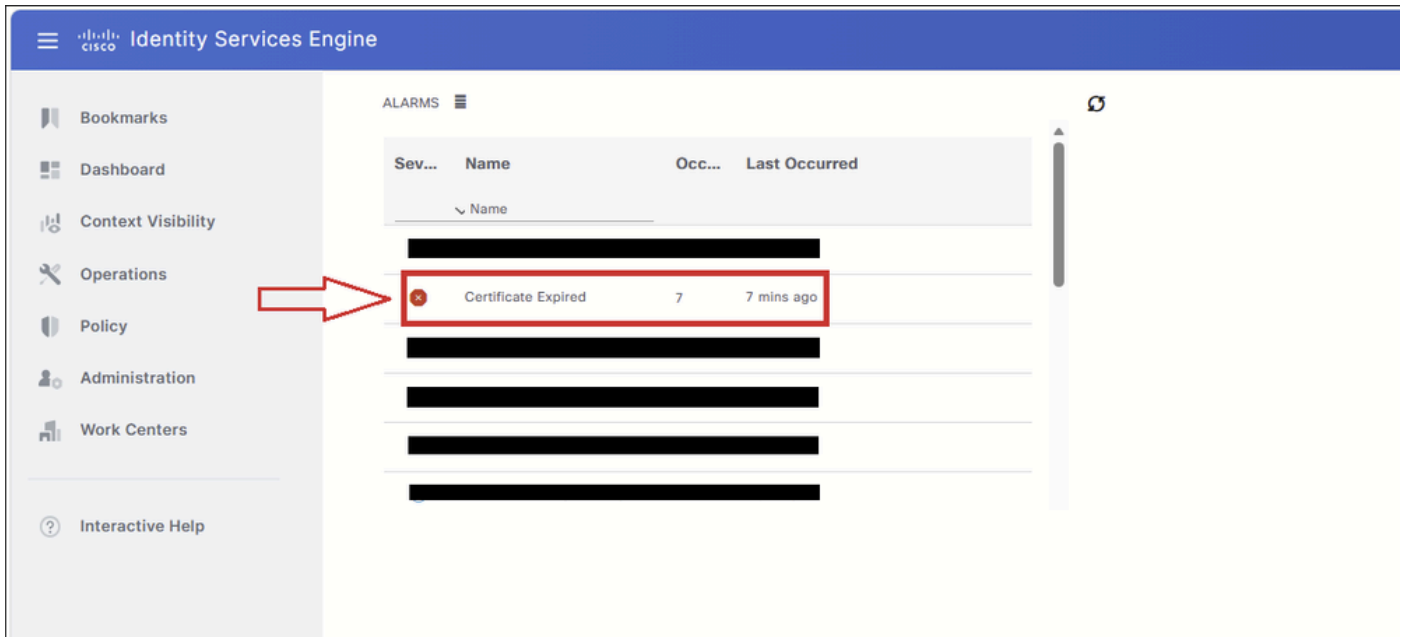 cisco Identity Services Engine
Bookmarks
Dashboard
Context Visibility
Operations
Policy
Administration
Work Centers
Interactive Help
ALARMS
Sev... Name Occ... Last Occurred
Name
Certificate Expired 7 7 mins ago